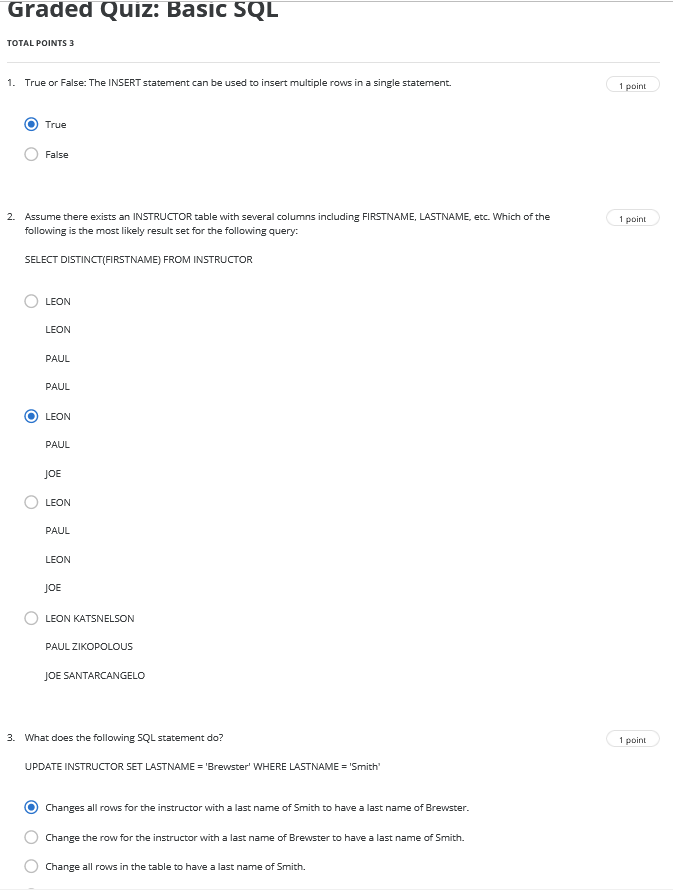 Graded Quiz: Basic SQL
TOTAL POINTS 3
1. True or False: The INSERT statement can be used to insert multiple rows in a single statement.
1 point
True
False
2. Assume there exists an INSTRUCTOR table with several columns including FIRSTNAME, LASTNAME, etc. Which of the
1 point
following is the most likely result set for the following query:
SELECT DISTINCT(FIRSTNAME) FROM INSTRUCTOR
LEON
LEON
PAUL
PAUL
LEON
PAUL
JOE
LEON
PAUL
LEON
JOE
LEON KATSNELSON
PAUL ZIKOPOLOUS
JOE SANTARCANGELO
3. What does the following SQL statement do?
1 point
UPDATE INSTRUCTOR SET LASTNAME = 'Brewster' WHERE LASTNAME = 'Smith'
Changes all rows for the instructor with a last name of Smith to have a last name of Brewster.
Change the row for the instructor with a last name of Brewster to have a last name of Smith.
Change all rows in the table to have a last name of Smith.